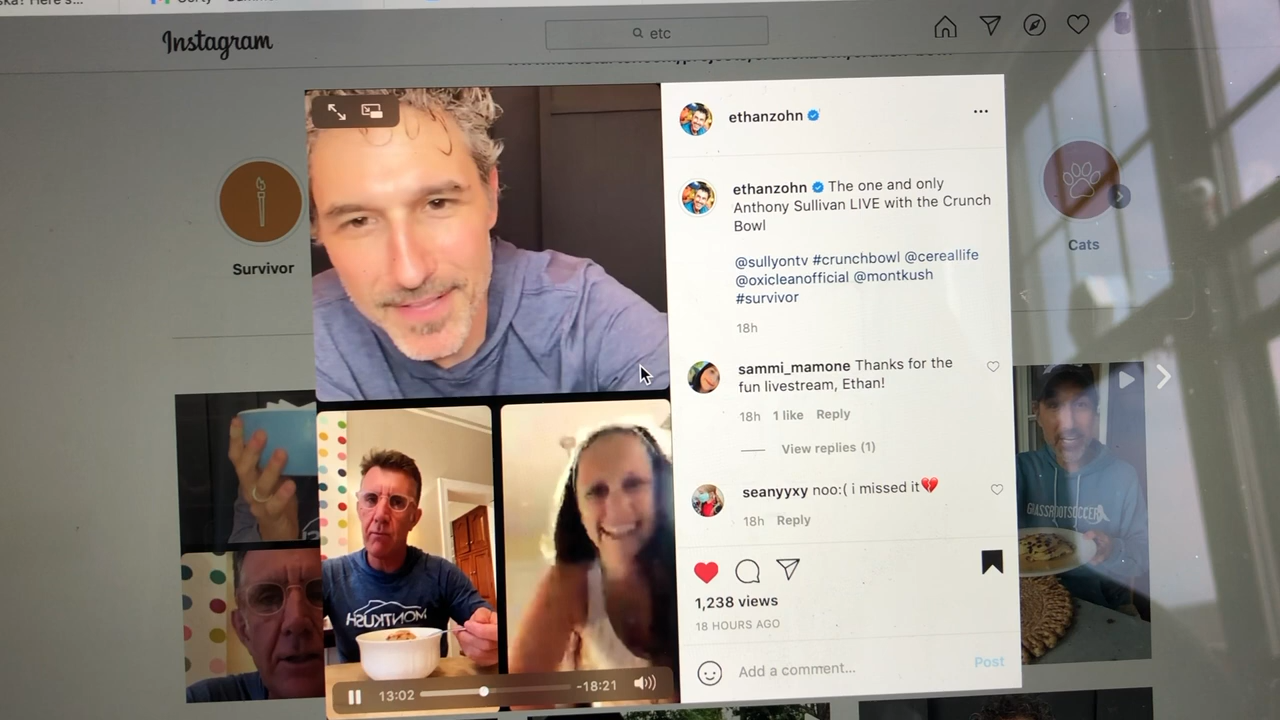 Instagram
etc
Survivor
Cats
ethanzohn
ethanzohn The one and only
Anthony Sullivan LIVE with the Crunch
Bowl
@sullyontv #crunchbowl @cereallife
@oxicleanofficial @montkush
#survivor
18h
sammi_mamone Thanks for the
fun livestream, Ethan!
18h 1 like Reply
View replies (1)
seanyyxy noo:( i missed it💔
18h Reply
1,238 views
18 HOURS AGO
Add a comment...
Post
MONTKUSH
GRASSROOTSOCCER
13:02
-18:21